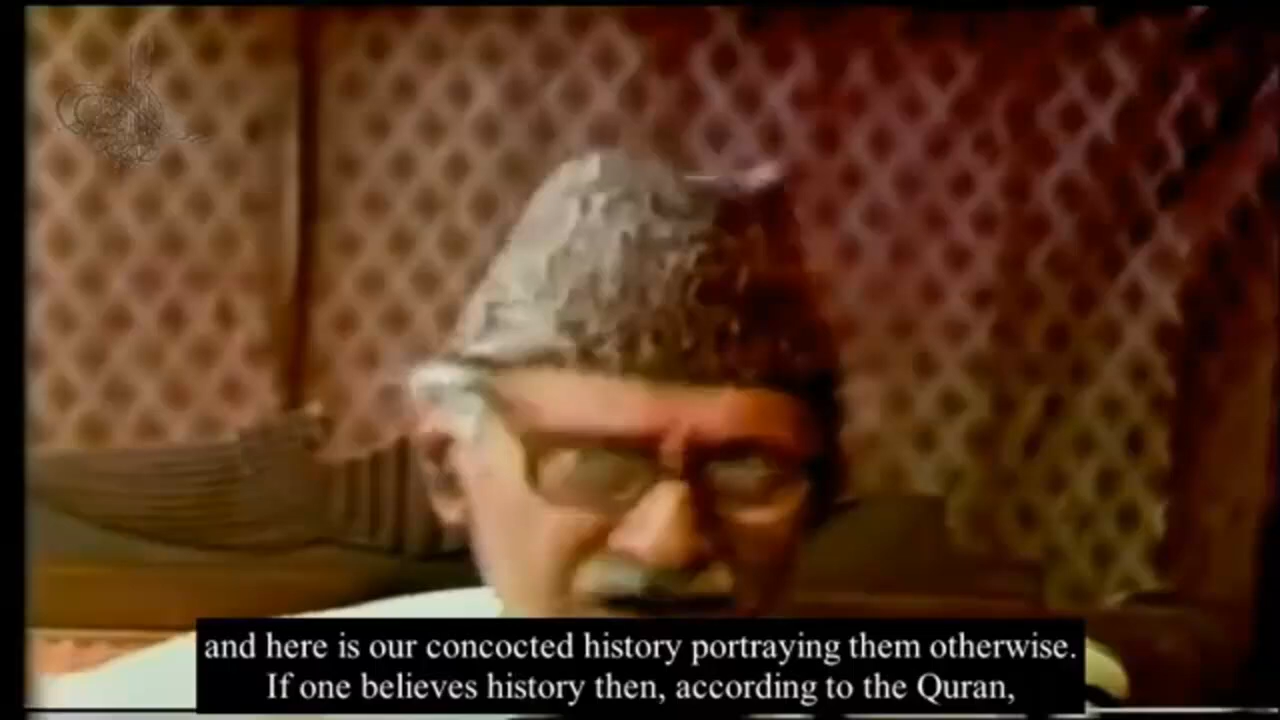 and here is our concocted history portraying them otherwise.
If one believes history then, according to the Quran,